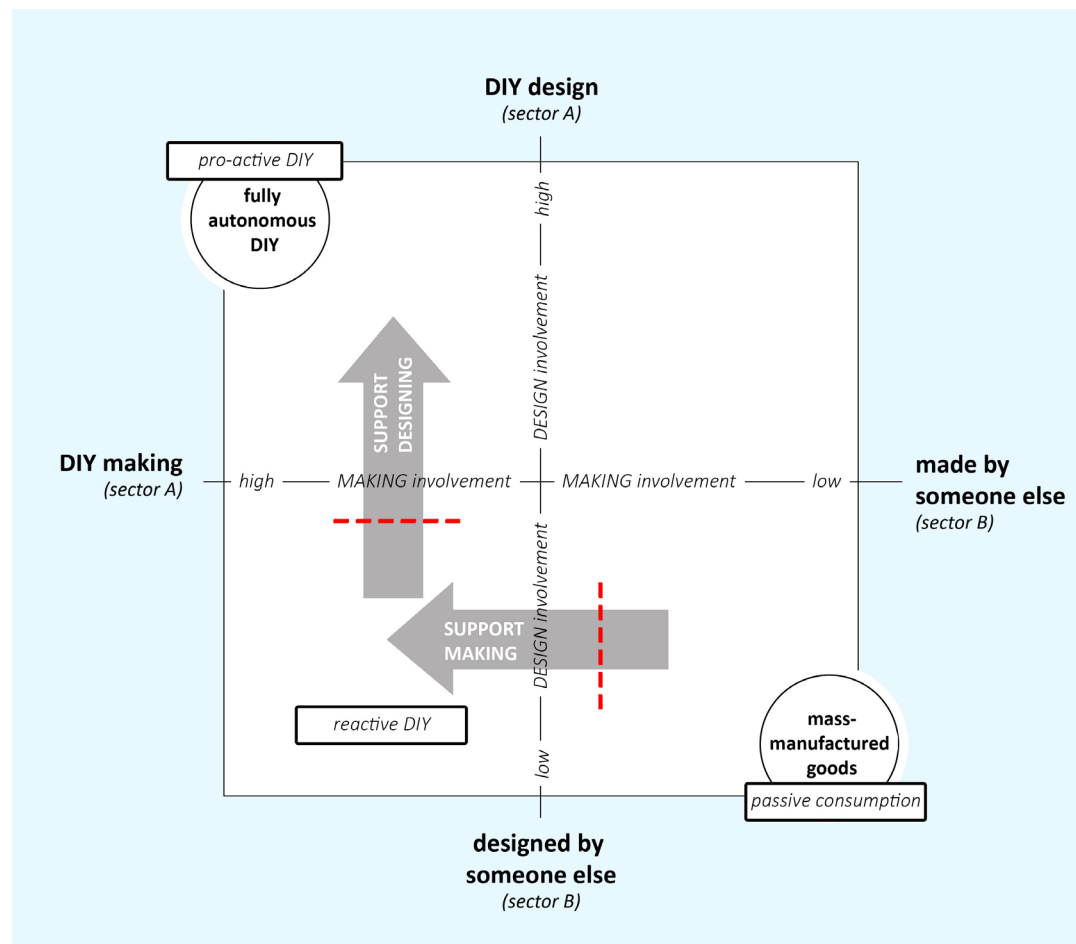 DIY design
(sector A)
pro-active DIY
fully
autonomous
DIY
high
DESIGN involvement
SUPPORT
DESIGNING
DIY making
(sector A)
high
MAKING involvement
MAKING involvement
low
made by
someone else
(sector B)
DESIGN involvement
SUPPORT
MAKING
reactive DIY
low
mass-
manufactured
goods
passive consumption
designed by
someone else
(sector B)